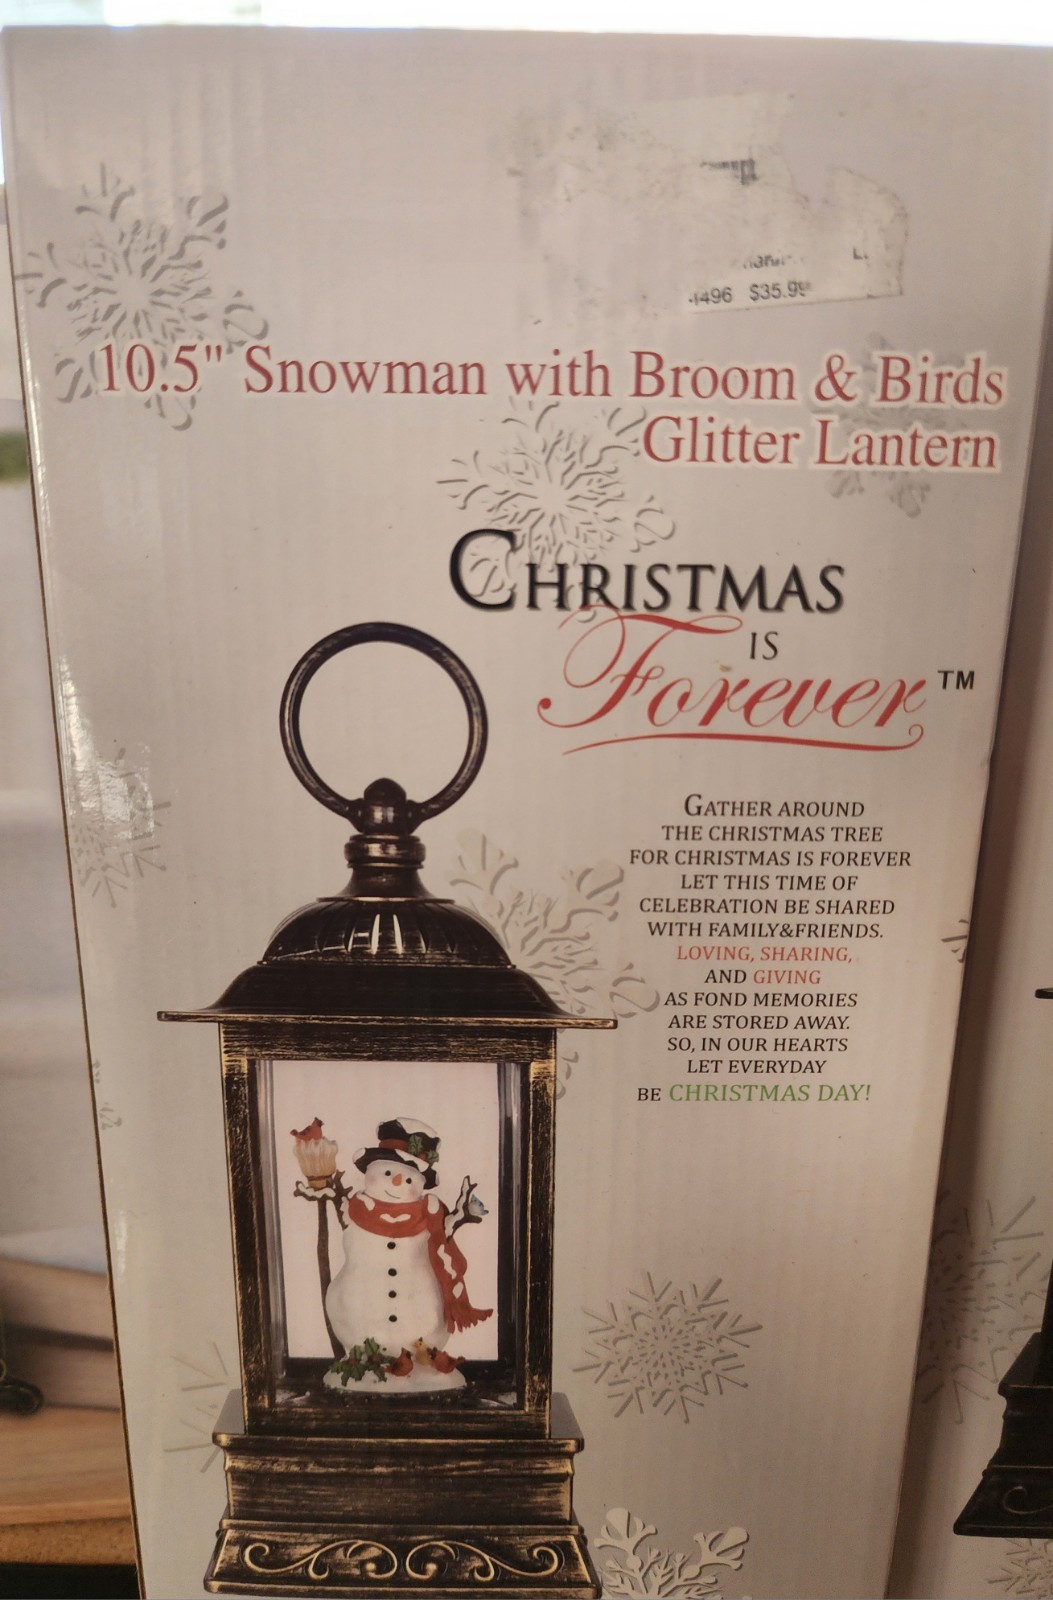 $35.99
10.5" Snowman with Broom & Birds
Glitter Lantern
CHRISTMAS
IS
Forever™
GATHER AROUND
THE CHRISTMAS TREE
FOR CHRISTMAS IS FOREVER
LET THIS TIME OF
CELEBRATION BE SHARED
WITH FAMILY&FRIENDS.
LOVING, SHARING,
AND GIVING
AS FOND MEMORIES
ARE STORED AWAY.
SO, IN OUR HEARTS
LET EVERYDAY
BE CHRISTMAS DAY!